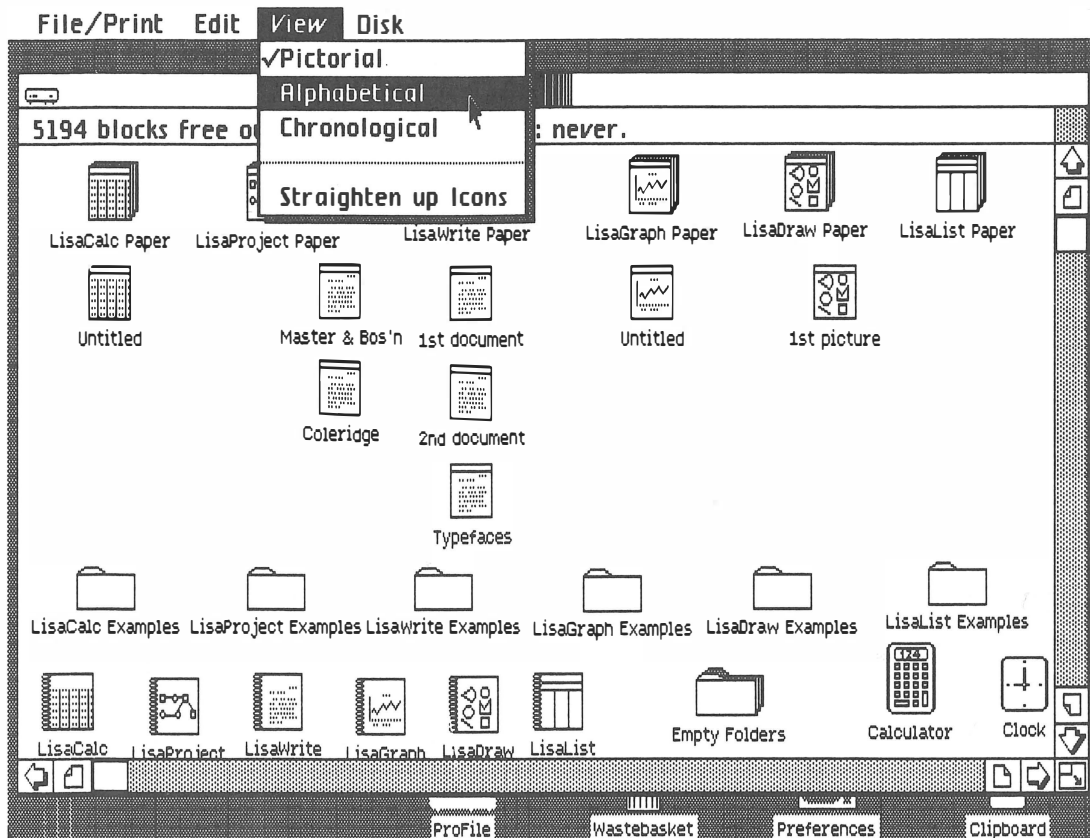 File/Print Edit View Disk
✓Pictorial
Alphabetical
Chronological
Straighten up Icons
5194 blocks free o : never.
LisaCalc Paper LisaProject Paper LisaWrite Paper LisaGraph Paper LisaDraw Paper LisaList Paper
Untitled Master & Bos'n 1st document Untitled 1st picture
Coleridge 2nd document
Typefaces
LisaCalc Examples LisaProject Examples LisaWrite Examples LisaGraph Examples LisaDraw Examples LisaList Examples
124
LisaCalc LisaProject LisaWrite LisaGraph LisaDraw LisaList Empty Folders Calculator Clock
ProFile Wastebasket Preferences Clipboard